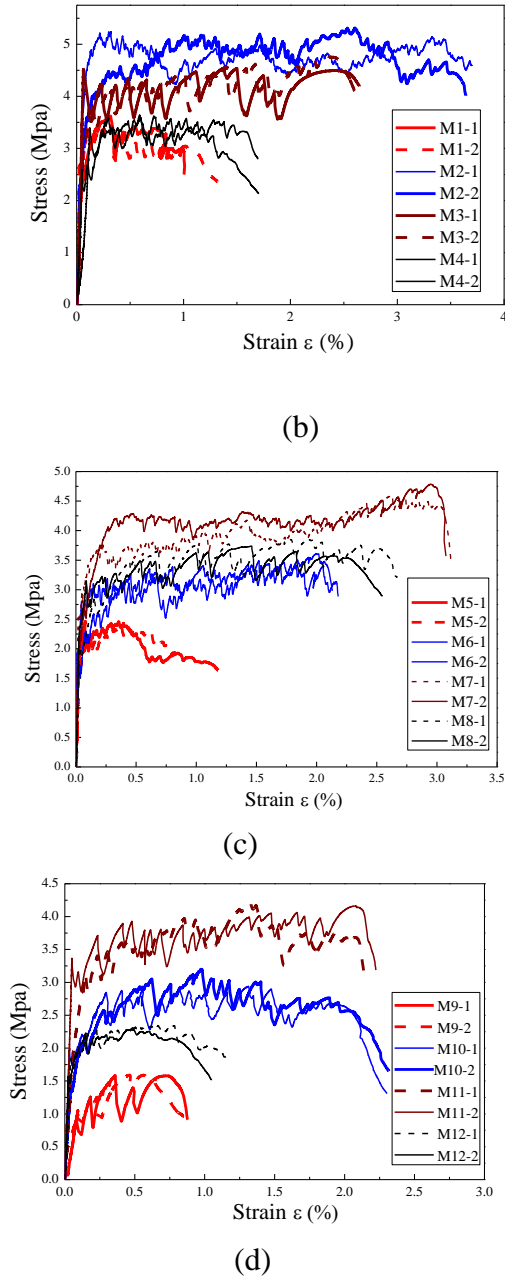 5
4
3
2
1
0
Stress (Mpa)
M1-1
M1-2
M2-1
M2-2
M3-1
M3-2
M4-1
M4-2
0 1 2 3 4
Strain ε (%)
(b)
5.0
4.5
4.0
3.5
3.0
2.5
2.0
1.5
1.0
0.5
0.0
Stress (Mpa)
M5-1
M5-2
M6-1
M6-2
M7-1
M7-2
M8-1
M8-2
0.0 0.5 1.0 1.5 2.0 2.5 3.0 3.5
Strain ε (%)
(c)
4.5
4.0
3.5
3.0
2.5
2.0
1.5
1.0
0.5
0.0
Stress (Mpa)
M9-1
M9-2
M10-1
M10-2
M11-1
M11-2
M12-1
M12-2
0.0 0.5 1.0 1.5 2.0 2.5 3.0
Strain ε (%)
(d)